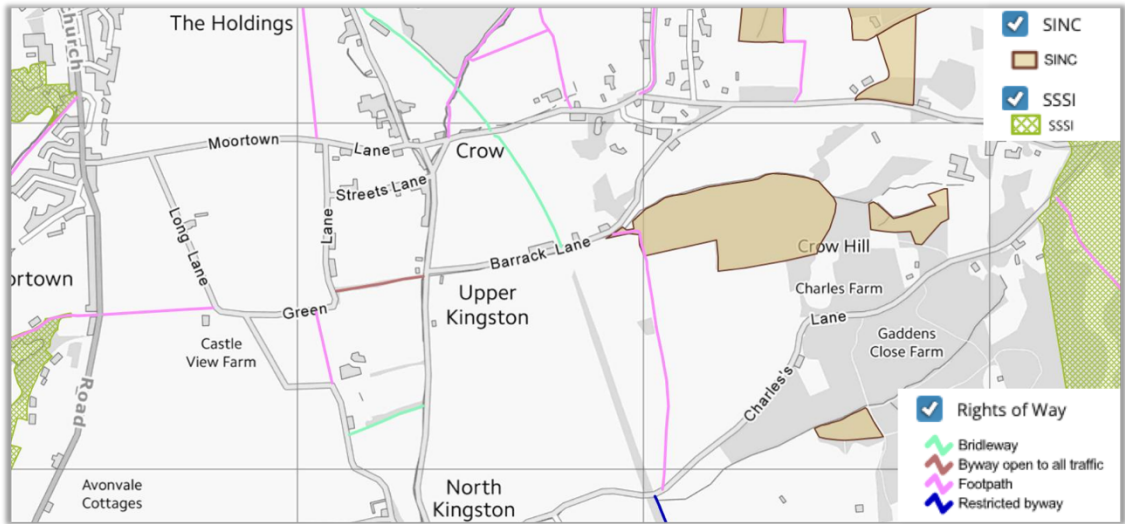 The Holdings
church
SINC
SINC
SSSI
SSSI
Moortown
Lane
Crow
Streets Lane
Long Lane
Lane
Barrack Lane
Crow Hill
ortown
Green
Upper
Kingston
Charles Farm
Lane
Castle
View Farm
Gaddens
Close Farm
Charles's
Road
Rights of Way
Bridleway
Byway open to all traffic
Footpath
Restricted byway
Avonvale
Cottages
North
Kingston